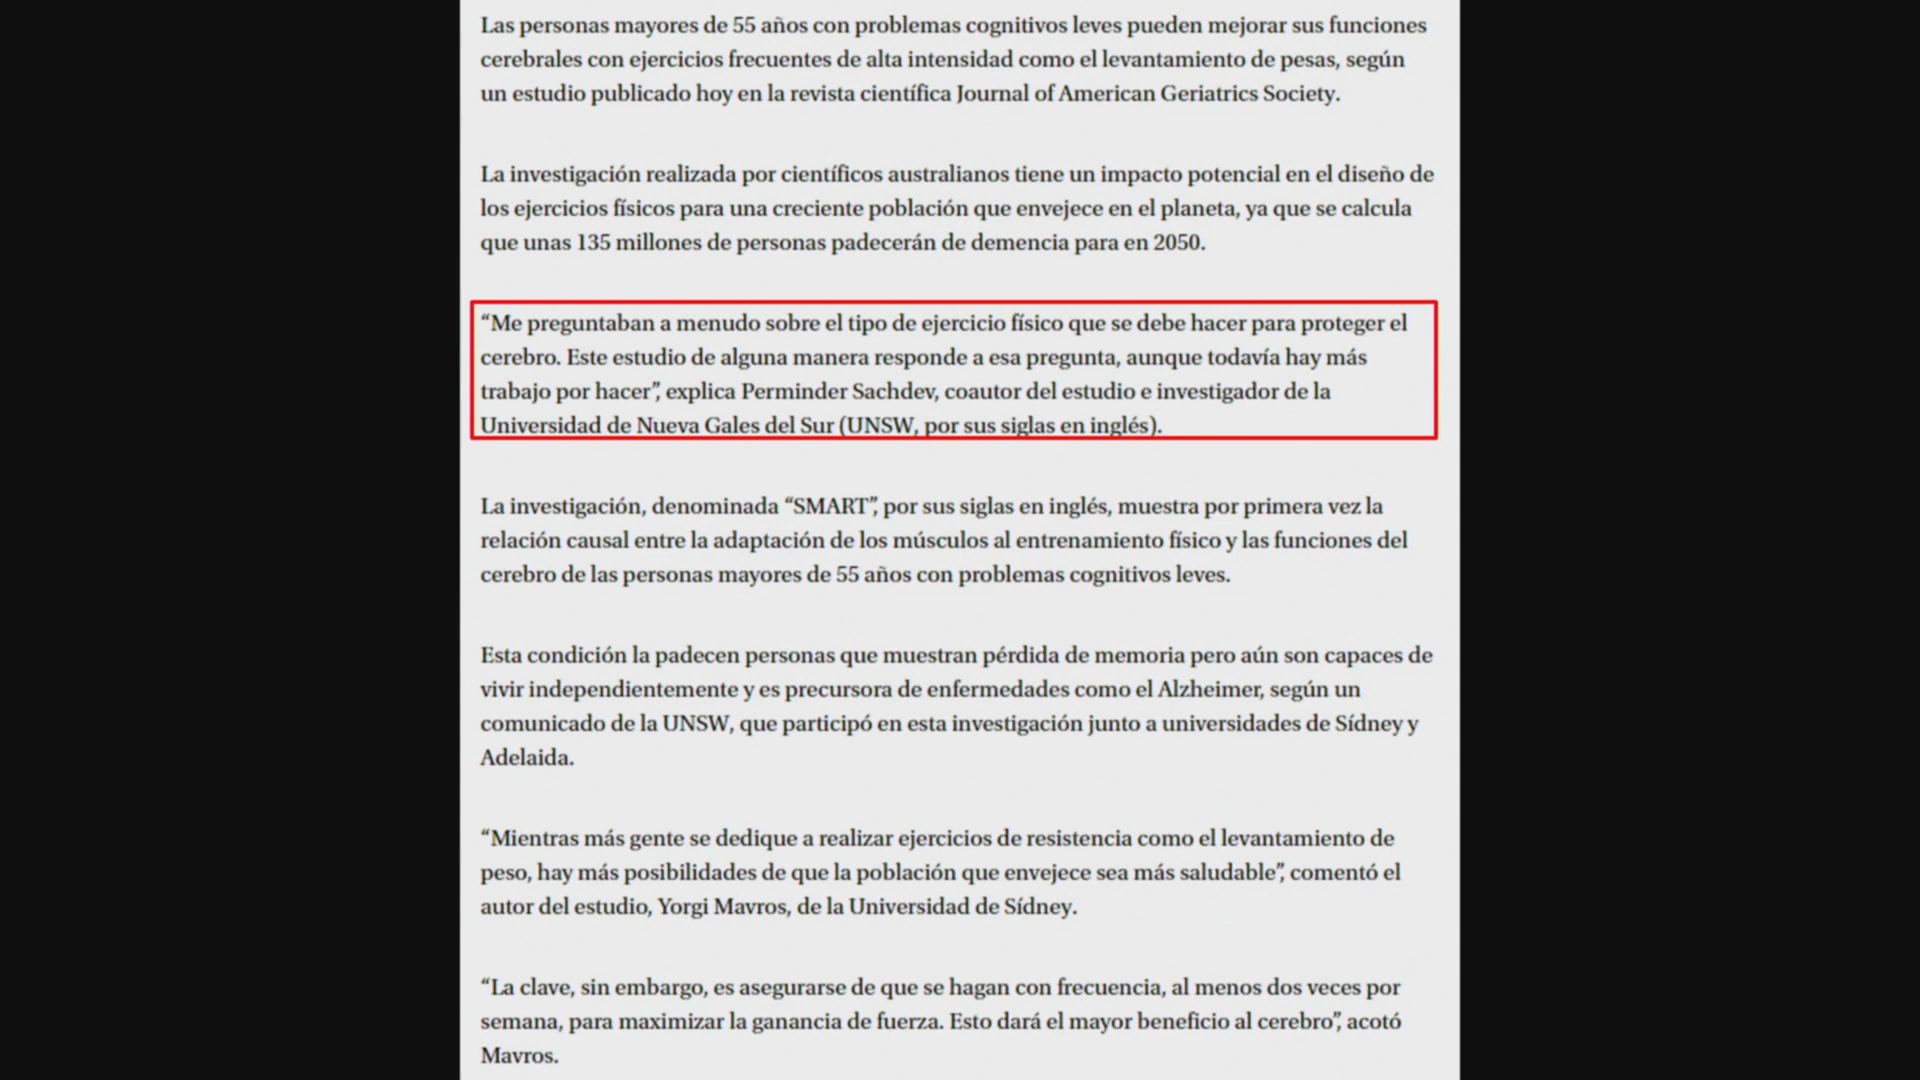 Las personas mayores de 55 años con problemas cognitivos leves pueden mejorar sus funciones
cerebrales con ejercicios frecuentes de alta intensidad como el levantamiento de pesas, según
un estudio publicado hoy en la revista científica Journal of American Geriatrics Society.
La investigación realizada por científicos australianos tiene un impacto potencial en el diseño de
los ejercicios físicos para una creciente población que envejece en el planeta, ya que se calcula
que unas 135 millones de personas padecerán de demencia para en 2050.
“Me preguntaban a menudo sobre el tipo de ejercicio físico que se debe hacer para proteger el
cerebro. Este estudio de alguna manera responde a esa pregunta, aunque todavía hay más
trabajo por hacer”, explica Perminder Sachdev, coautor del estudio e investigador de la
Universidad de Nueva Gales del Sur (UNSW, por sus siglas en inglés).
La investigación, denominada “SMART”, por sus siglas en inglés, muestra por primera vez la
relación causal entre la adaptación de los músculos al entrenamiento físico y las funciones del
cerebro de las personas mayores de 55 años con problemas cognitivos leves.
Esta condición la padecen personas que muestran pérdida de memoria pero aún son capaces de
vivir independientemente y es precursora de enfermedades como el Alzheimer, según un
comunicado de la UNSW, que participó en esta investigación junto a universidades de Sídney y
Adelaida.
“Mientras más gente se dedique a realizar ejercicios de resistencia como el levantamiento de
peso, hay más posibilidades de que la población que envejece sea más saludable”, comentó el
autor del estudio, Yorgi Mavros, de la Universidad de Sídney.
“La clave, sin embargo, es asegurarse de que se hagan con frecuencia, al menos dos veces por
semana, para maximizar la ganancia de fuerza. Esto dará el mayor beneficio al cerebro”, acotó
Mavros.